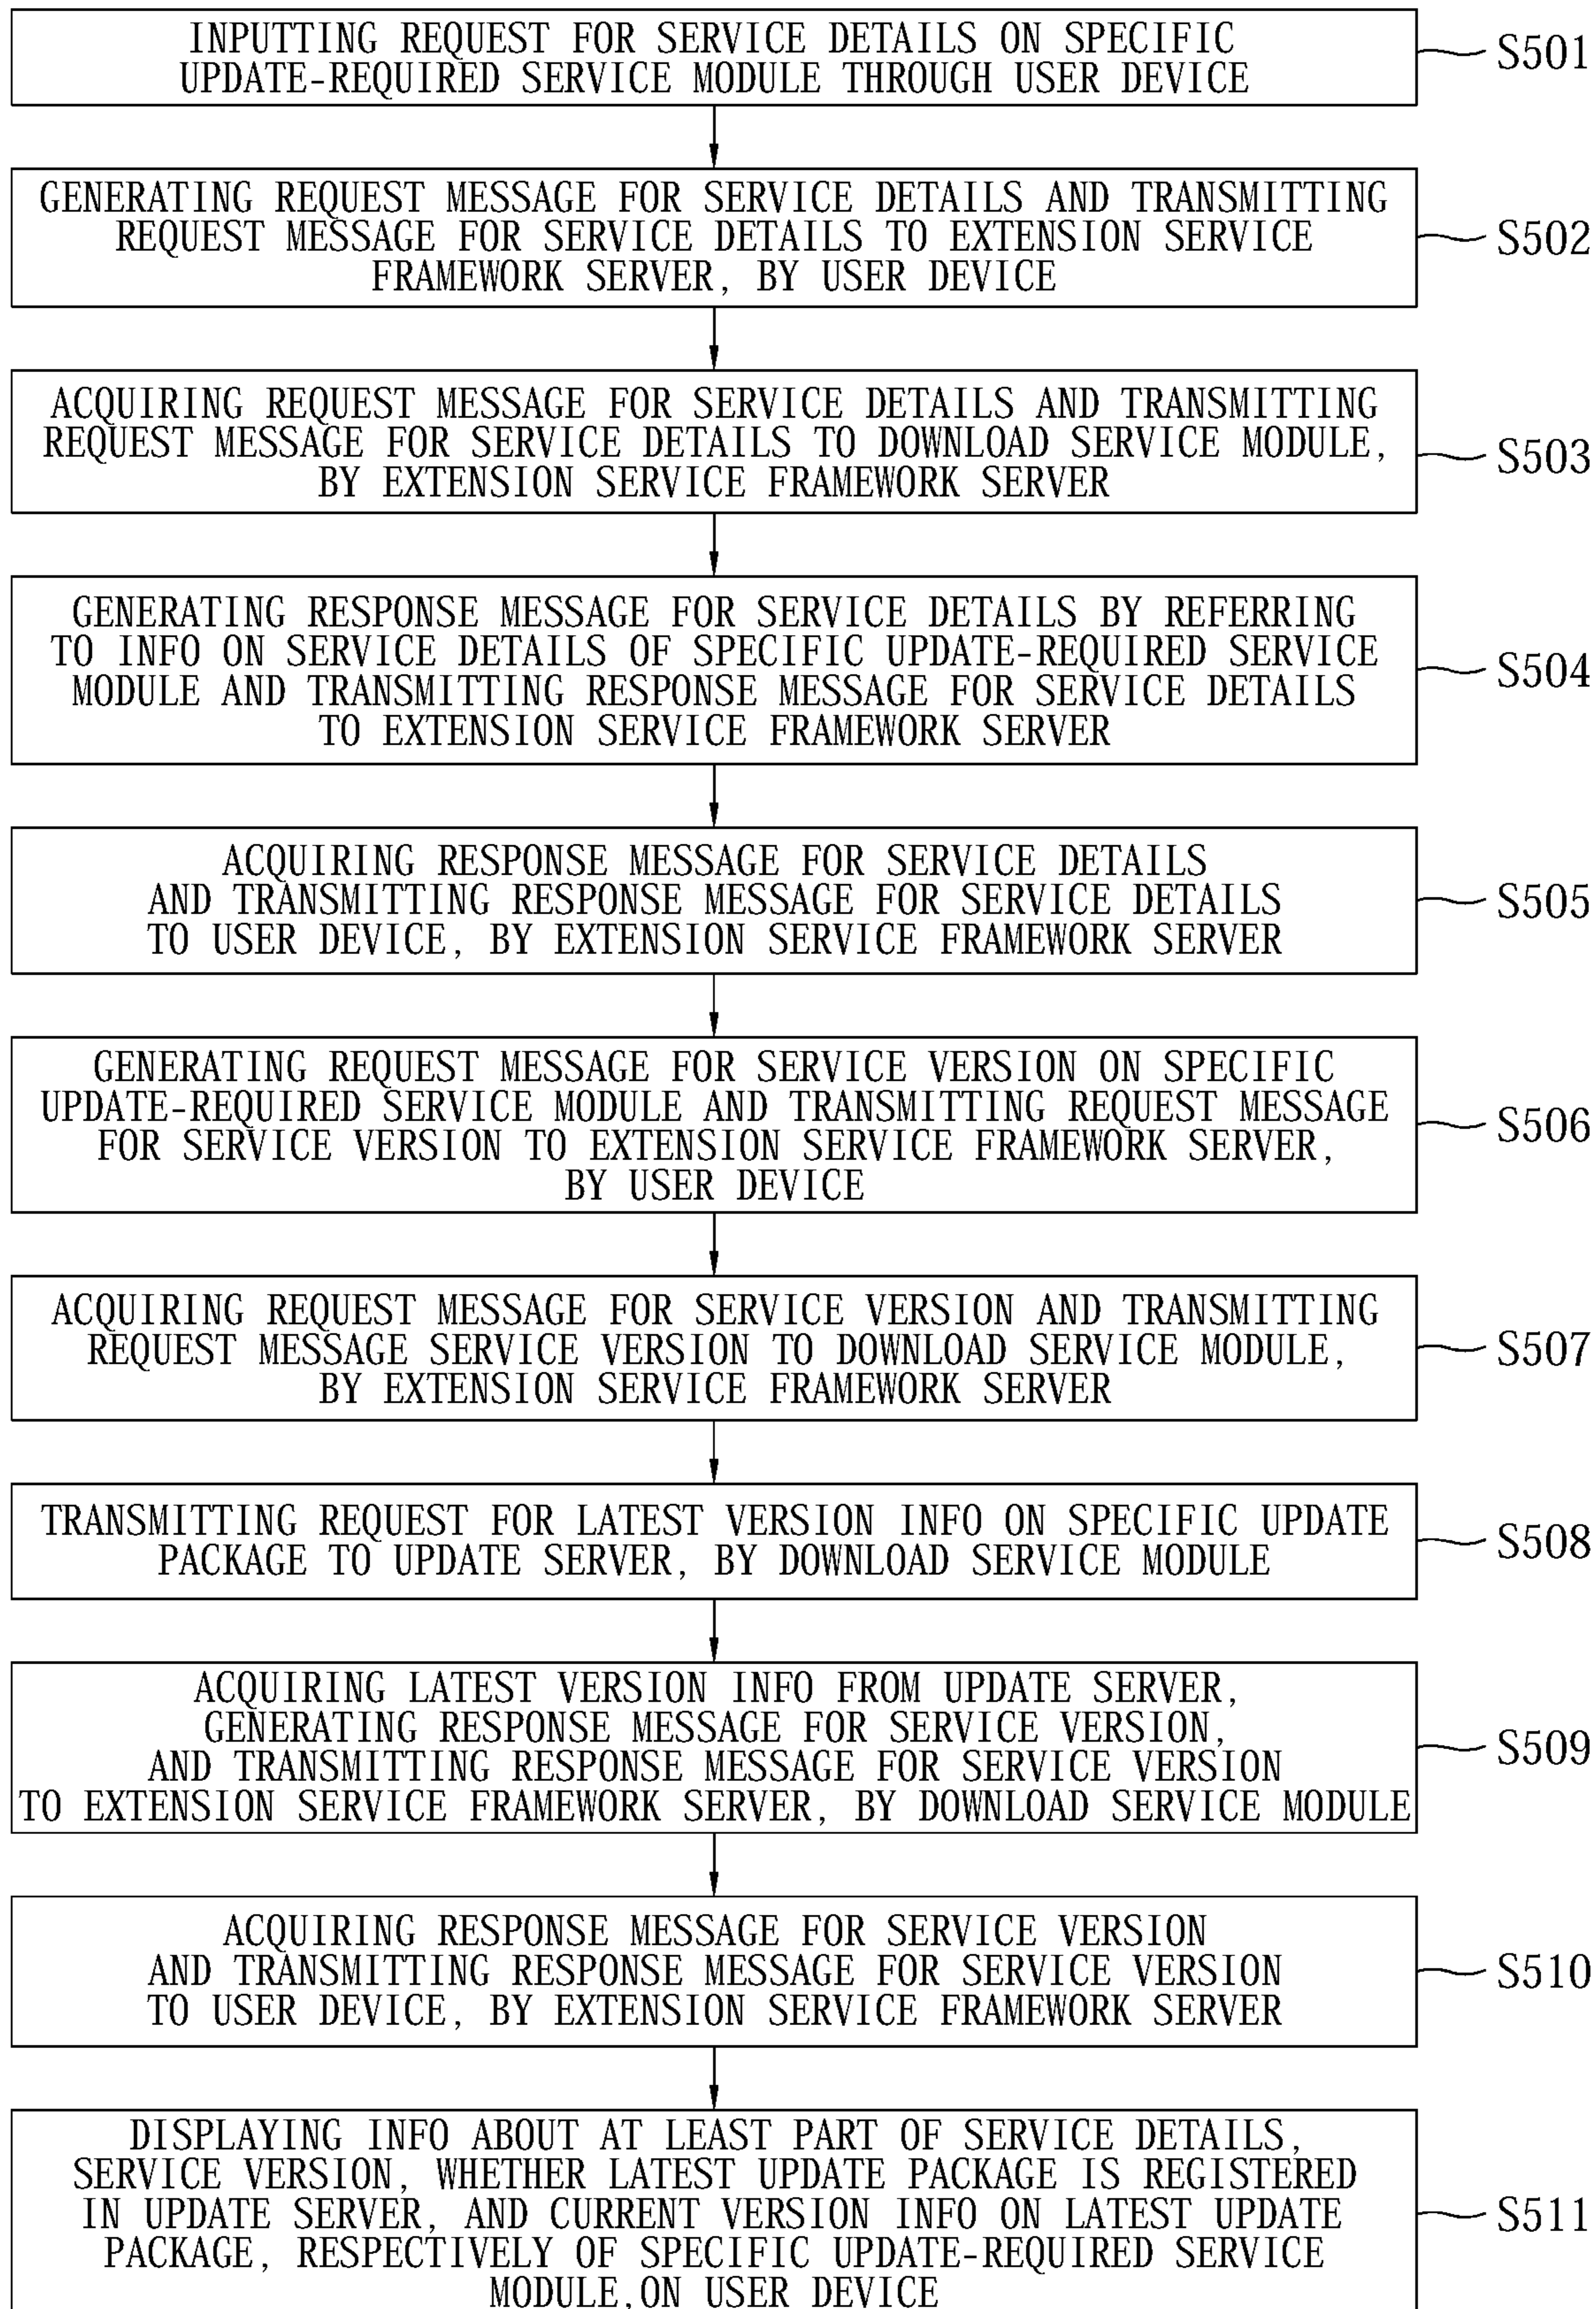 INPUTTING REQUEST FOR SERVICE DETAILS ON SPECIFIC
UPDATE-REQUIRED SERVICE MODULE THROUGH USER DEVICE
S501
GENERATING REQUEST MESSAGE FOR SERVICE DETAILS AND TRANSMITTING
REQUEST MESSAGE FOR SERVICE DETAILS TO EXTENSION SERVICE
FRAMEWORK SERVER, BY USER DEVICE
S502
ACQUIRING REQUEST MESSAGE FOR SERVICE DETAILS AND TRANSMITTING
REQUEST MESSAGE FOR SERVICE DETAILS TO DOWNLOAD SERVICE MODULE,
BY EXTENSION SERVICE FRAMEWORK SERVER
S503
GENERATING RESPONSE MESSAGE FOR SERVICE DETAILS BY REFERRING
TO INFO ON SERVICE DETAILS OF SPECIFIC UPDATE-REQUIRED SERVICE
MODULE AND TRANSMITTING RESPONSE MESSAGE FOR SERVICE DETAILS
TO EXTENSION SERVICE FRAMEWORK SERVER
S504
ACQUIRING RESPONSE MESSAGE FOR SERVICE DETAILS
AND TRANSMITTING RESPONSE MESSAGE FOR SERVICE DETAILS
TO USER DEVICE, BY EXTENSION SERVICE FRAMEWORK SERVER
S505
GENERATING REQUEST MESSAGE FOR SERVICE VERSION ON SPECIFIC
UPDATE-REQUIRED SERVICE MODULE AND TRANSMITTING REQUEST MESSAGE
FOR SERVICE VERSION TO EXTENSION SERVICE FRAMEWORK SERVER,
BY USER DEVICE
S506
ACQUIRING REQUEST MESSAGE FOR SERVICE VERSION AND TRANSMITTING
REQUEST MESSAGE SERVICE VERSION TO DOWNLOAD SERVICE MODULE,
BY EXTENSION SERVICE FRAMEWORK SERVER
S507
TRANSMITTING REQUEST FOR LATEST VERSION INFO ON SPECIFIC UPDATE
PACKAGE TO UPDATE SERVER, BY DOWNLOAD SERVICE MODULE
S508
ACQUIRING LATEST VERSION INFO FROM UPDATE SERVER,
GENERATING RESPONSE MESSAGE FOR SERVICE VERSION,
AND TRANSMITTING RESPONSE MESSAGE FOR SERVICE VERSION
TO EXTENSION SERVICE FRAMEWORK SERVER, BY DOWNLOAD SERVICE MODULE
S509
ACQUIRING RESPONSE MESSAGE FOR SERVICE VERSION
AND TRANSMITTING RESPONSE MESSAGE FOR SERVICE VERSION
TO USER DEVICE, BY EXTENSION SERVICE FRAMEWORK SERVER
S510
DISPLAYING INFO ABOUT AT LEAST PART OF SERVICE DETAILS,
SERVICE VERSION, WHETHER LATEST UPDATE PACKAGE IS REGISTERED
IN UPDATE SERVER, AND CURRENT VERSION INFO ON LATEST UPDATE
PACKAGE, RESPECTIVELY OF SPECIFIC UPDATE-REQUIRED SERVICE
MODULE, ON USER DEVICE
S511